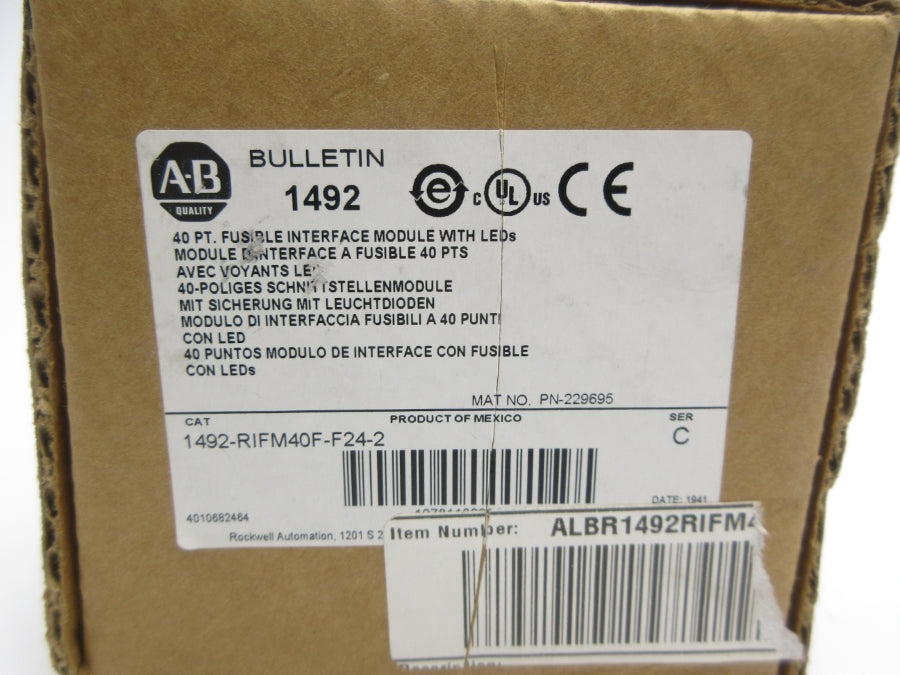 A-B
QUALITY
BULLETIN
1492
e
C UL US CE
40 PT. FUSIBLE INTERFACE MODULE WITH LEDs
MODULE D'INTERFACE A FUSIBLE 40 PTS
AVEC VOYANTS
40-POLIGES SCHNITTSTELLENMODULE
MIT SICHERUNG MIT LEUCHTDIODEN
MODULO DI INTERFACCIA FUSIBILI A 40 PUNTI
CON LED
40 PUNTOS MODULO DE INTERFACE CON FUSIBLE
CON LEDs
MAT NO. PN-229695
CAT
PRODUCT OF MEXICO
SER
1492-RIFM40F-F24-2
C
DATE: 1941
4010682464
Rockwell Automation, 1201 S 2
Item Number: ALBR1492RIFM4